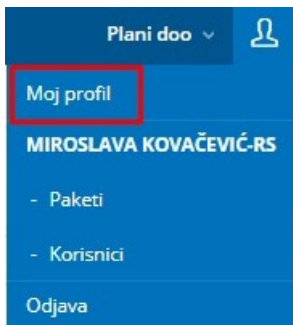 Plani doo
Moj profil
MIROSLAVA KOVAČEVIĆ-RS
- Paketi
- Korisnici
Odjava